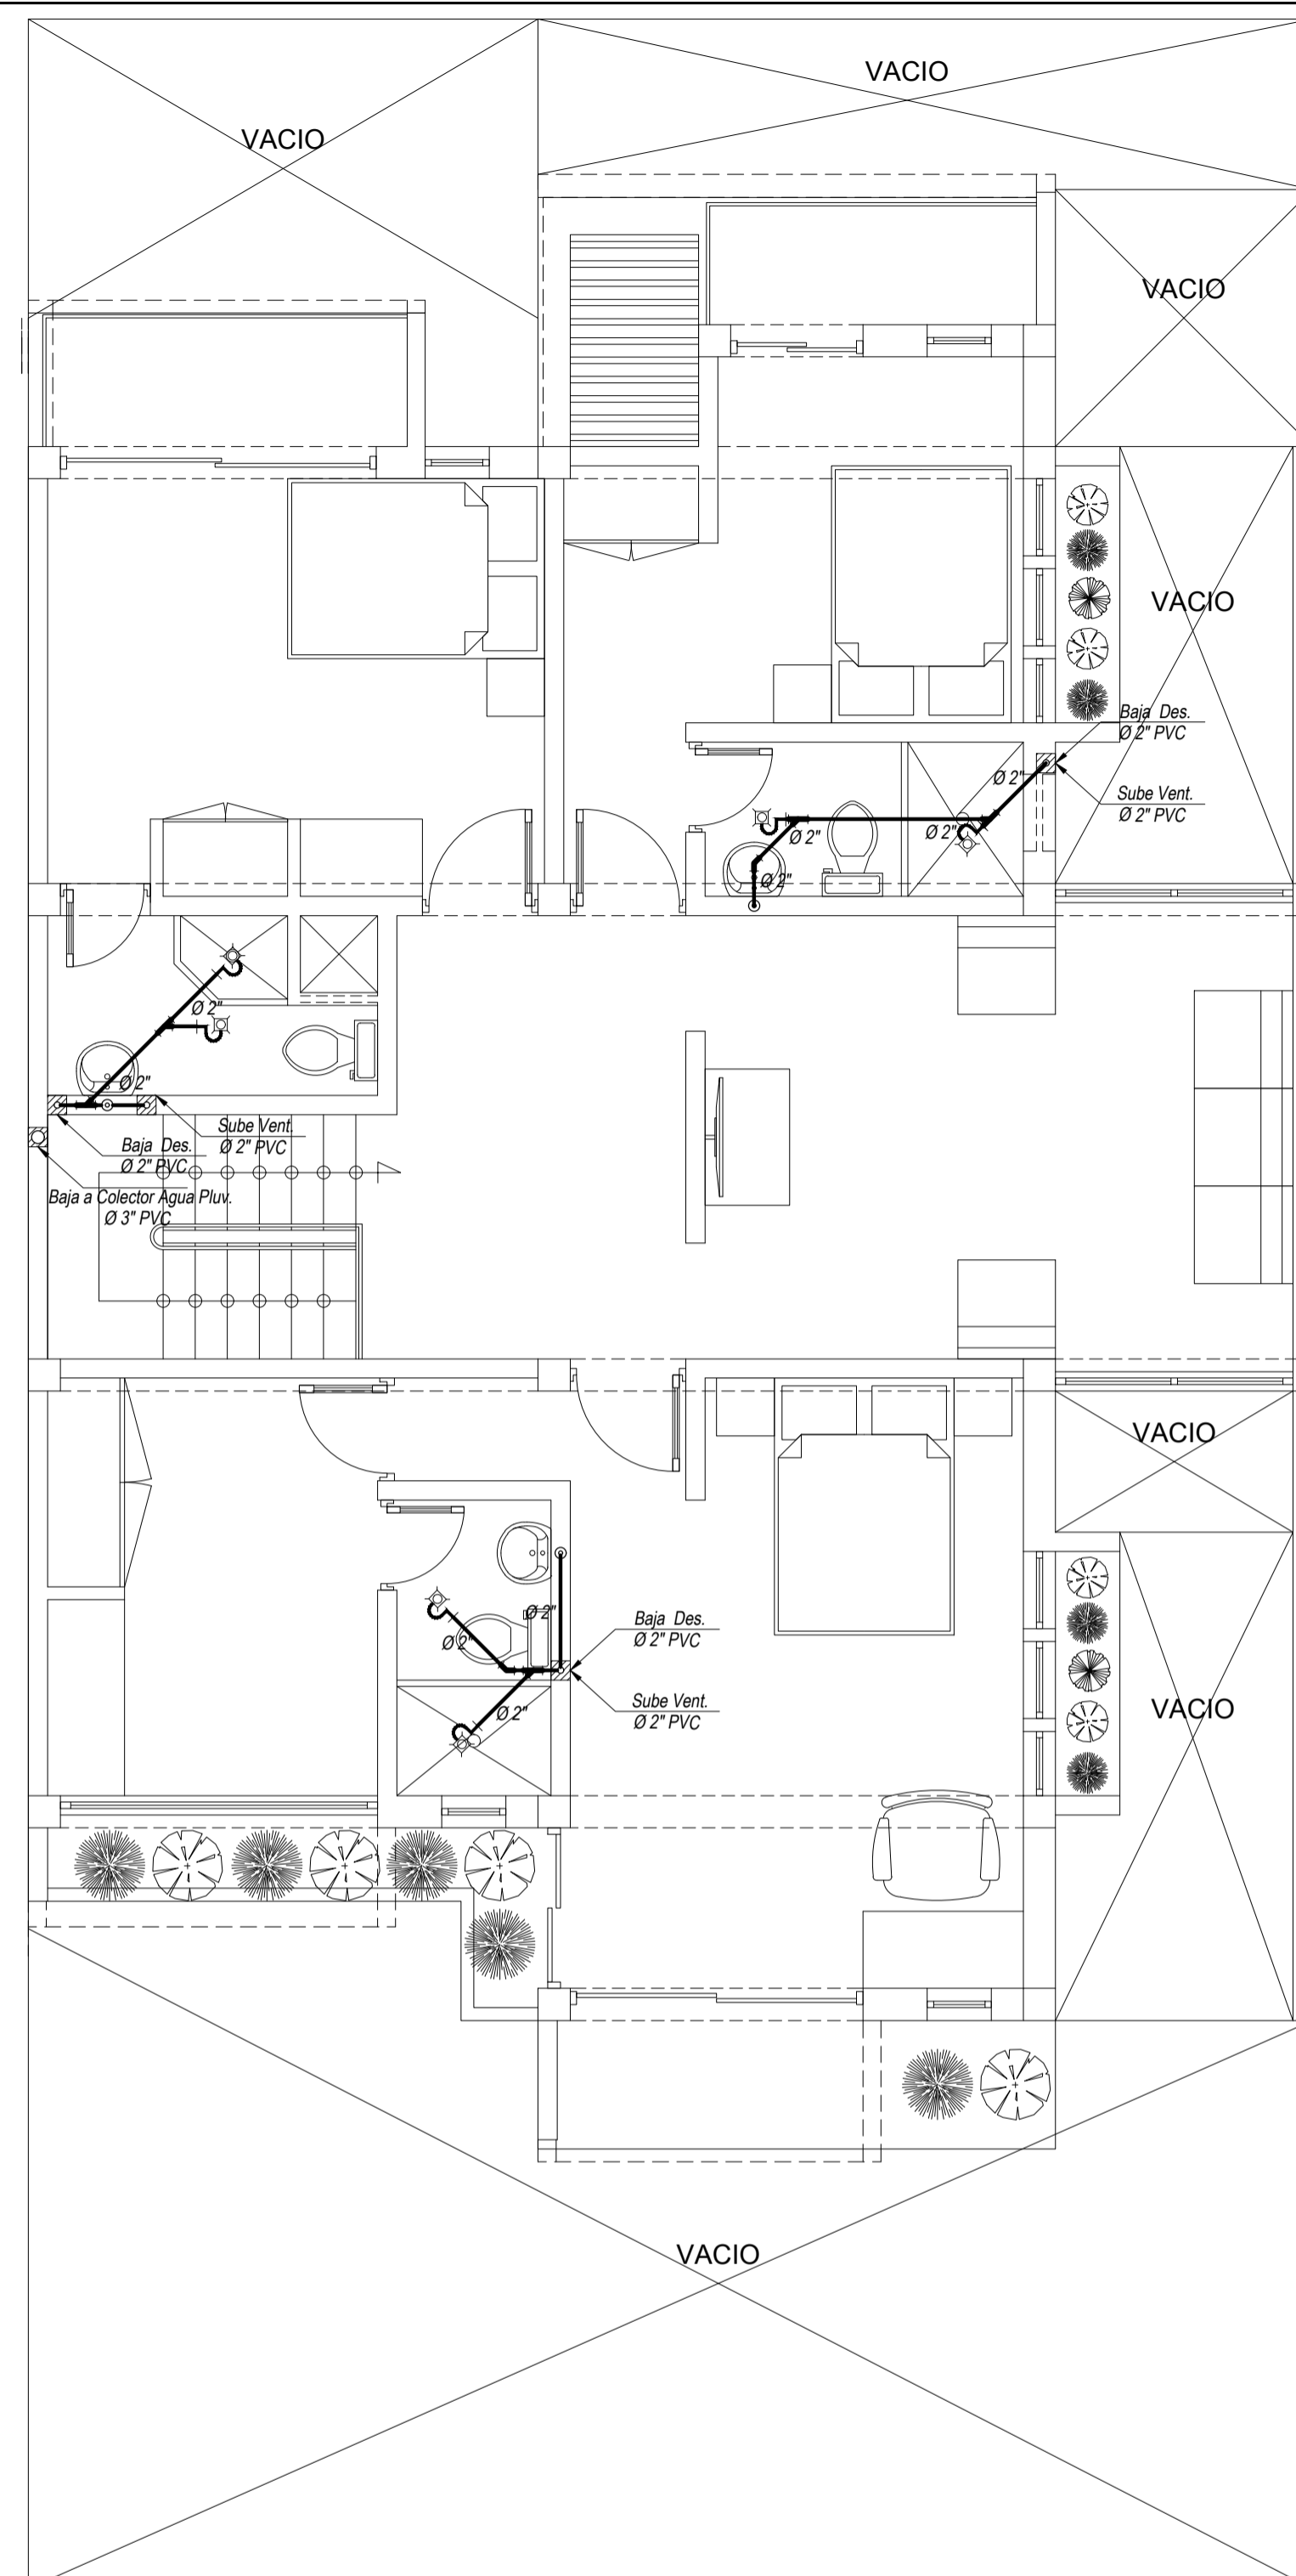 VACIO
VACIO
VACIO
VACIO
Baja Des.
Ø 2" PVC
Ø 2"
Sube Vent.
Ø 2" PVC
Ø 2"
Ø 2"
Ø 2"
Ø 2"
Ø 2"
Sube Vent.
Ø 2" PVC
Baja Des.
Ø 2" PVC
Baja a Colector Agua Pluv.
Ø 3" PVC
VACIO
Ø 2"
Baja Des.
Ø 2" PVC
Ø 2"
Sube Vent.
Ø 2" PVC
Ø 2"
VACIO
VACIO